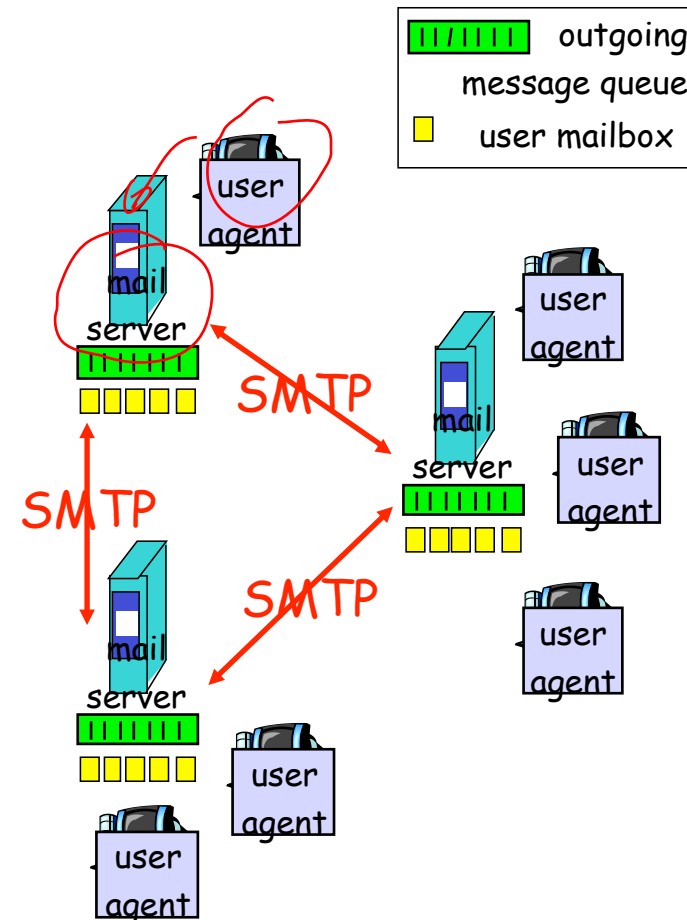 outgoing
message queue
user mailbox
user
agent
mail
server
SMTP
user
agent
mail
server
user
agent
SMTP
SMTP
user
agent
mail
server
user
agent
user
agent